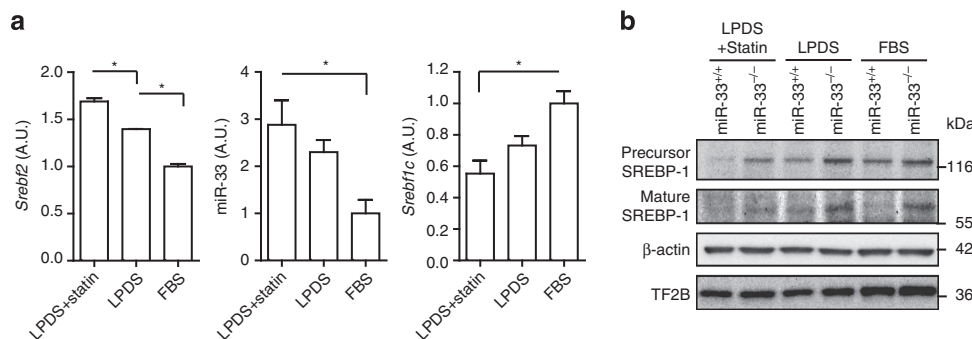 a
Srebf2 (A.U.)
2.0
1.5
1.0
0.5
0.0
*
*
LPDS+statin
LPDS
FBS
miR-33 (A.U.)
4
3
2
1
0
*
LPDS+statin
LPDS
FBS
Srebf1c (A.U.)
1.2
1.0
0.8
0.6
0.4
0.2
0.0
*
LPDS+statin
LPDS
FBS
b
LPDS
+Statin
LPDS
FBS
miR-33+/+
miR-33−/−
miR-33+/+
miR-33−/−
miR-33+/+
miR-33−/−
kDa
Precursor
SREBP-1
116
Mature
SREBP-1
55
β-actin
42
TF2B
36